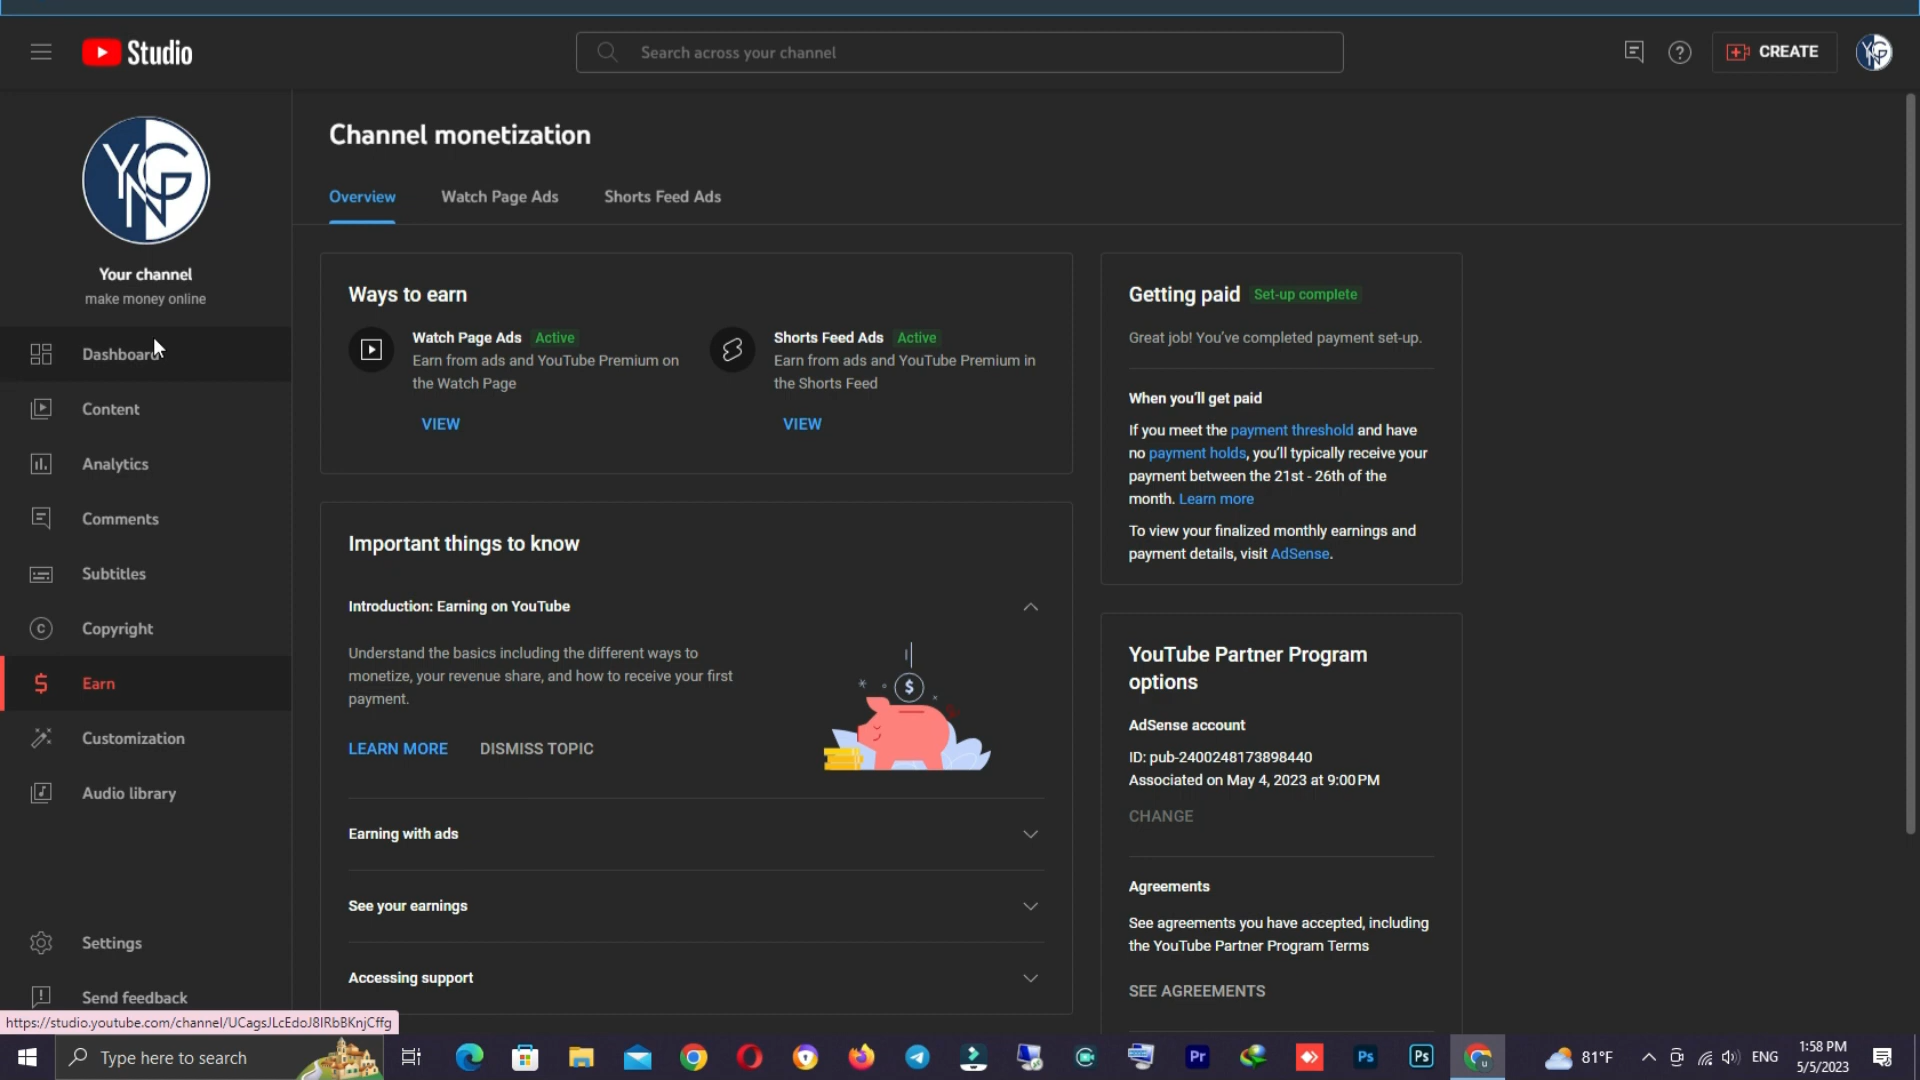 Studio
Search across your channel
CREATE
YGN
Your channel
make money online
Dashboard
Content
Analytics
Comments
Subtitles
Copyright
Earn
Customization
Audio library
Settings
Send feedback
https://studio.youtube.com/channel/UCagsJLcEdoJ8IRbBKnjCffg
Channel monetization
Overview
Watch Page Ads
Shorts Feed Ads
Ways to earn
Watch Page Ads Active
Earn from ads and YouTube Premium on
the Watch Page
VIEW
Shorts Feed Ads Active
Earn from ads and YouTube Premium in
the Shorts Feed
VIEW
Important things to know
Introduction: Earning on YouTube
Understand the basics including the different ways to
monetize, your revenue share, and how to receive your first
payment.
LEARN MORE DISMISS TOPIC
Earning with ads
See your earnings
Accessing support
Getting paid Set-up complete
Great job! You’ve completed payment set-up.
When you’ll get paid
If you meet the payment threshold and have
no payment holds, you’ll typically receive your
payment between the 21st - 26th of the
month. Learn more
To view your finalized monthly earnings and
payment details, visit AdSense.
YouTube Partner Program
options
AdSense account
ID: pub-2400248173898440
Associated on May 4, 2023 at 9:00 PM
CHANGE
Agreements
See agreements you have accepted, including
the YouTube Partner Program Terms
SEE AGREEMENTS
Type here to search
Pr
Ps
Ps
81°F
ENG
1:58 PM
5/5/2023